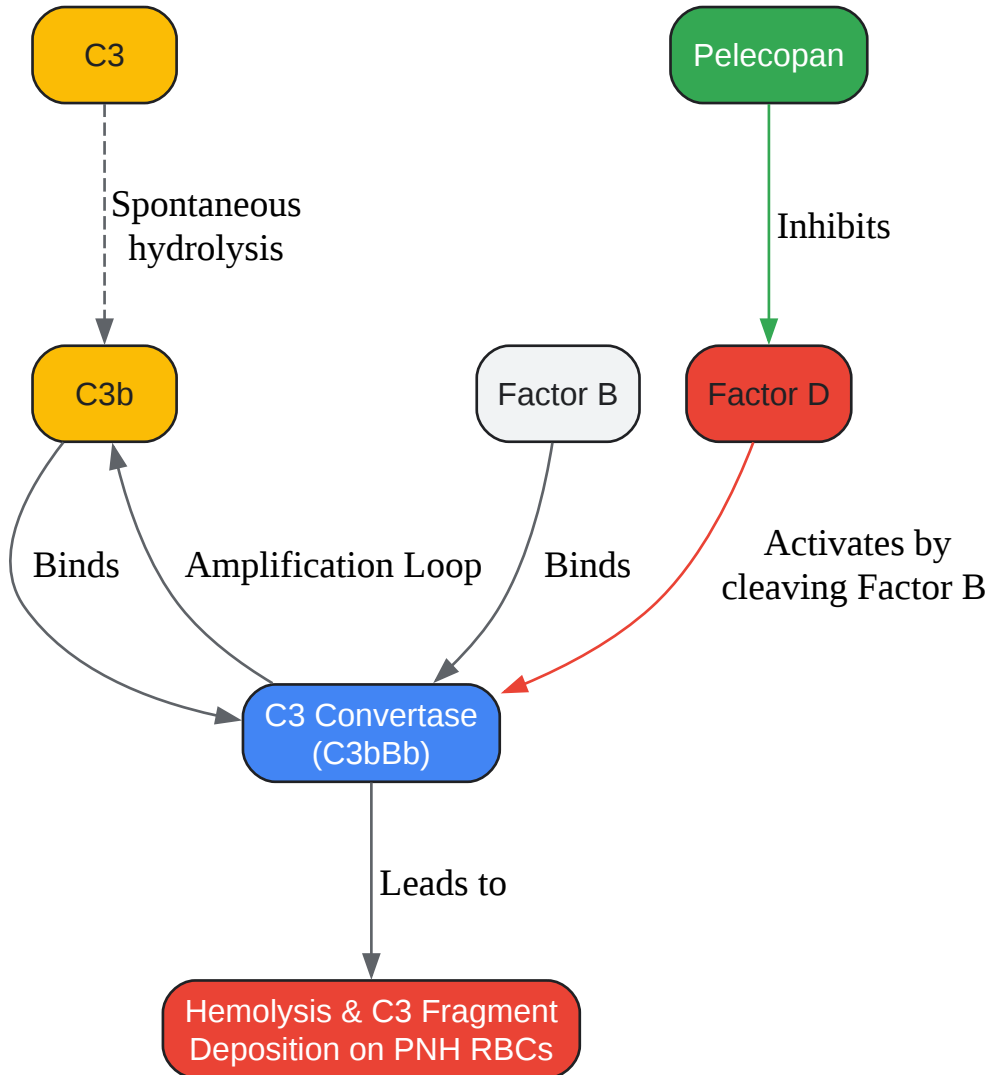 C3
Pelecopan
Spontaneous
hydrolysis
Inhibits
C3b
Factor B
Factor D
Binds
Amplification Loop
Binds
Activates by
cleaving Factor B
C3 Convertase
(C3bBb)
Leads to
Hemolysis & C3 Fragment
Deposition on PNH RBCs